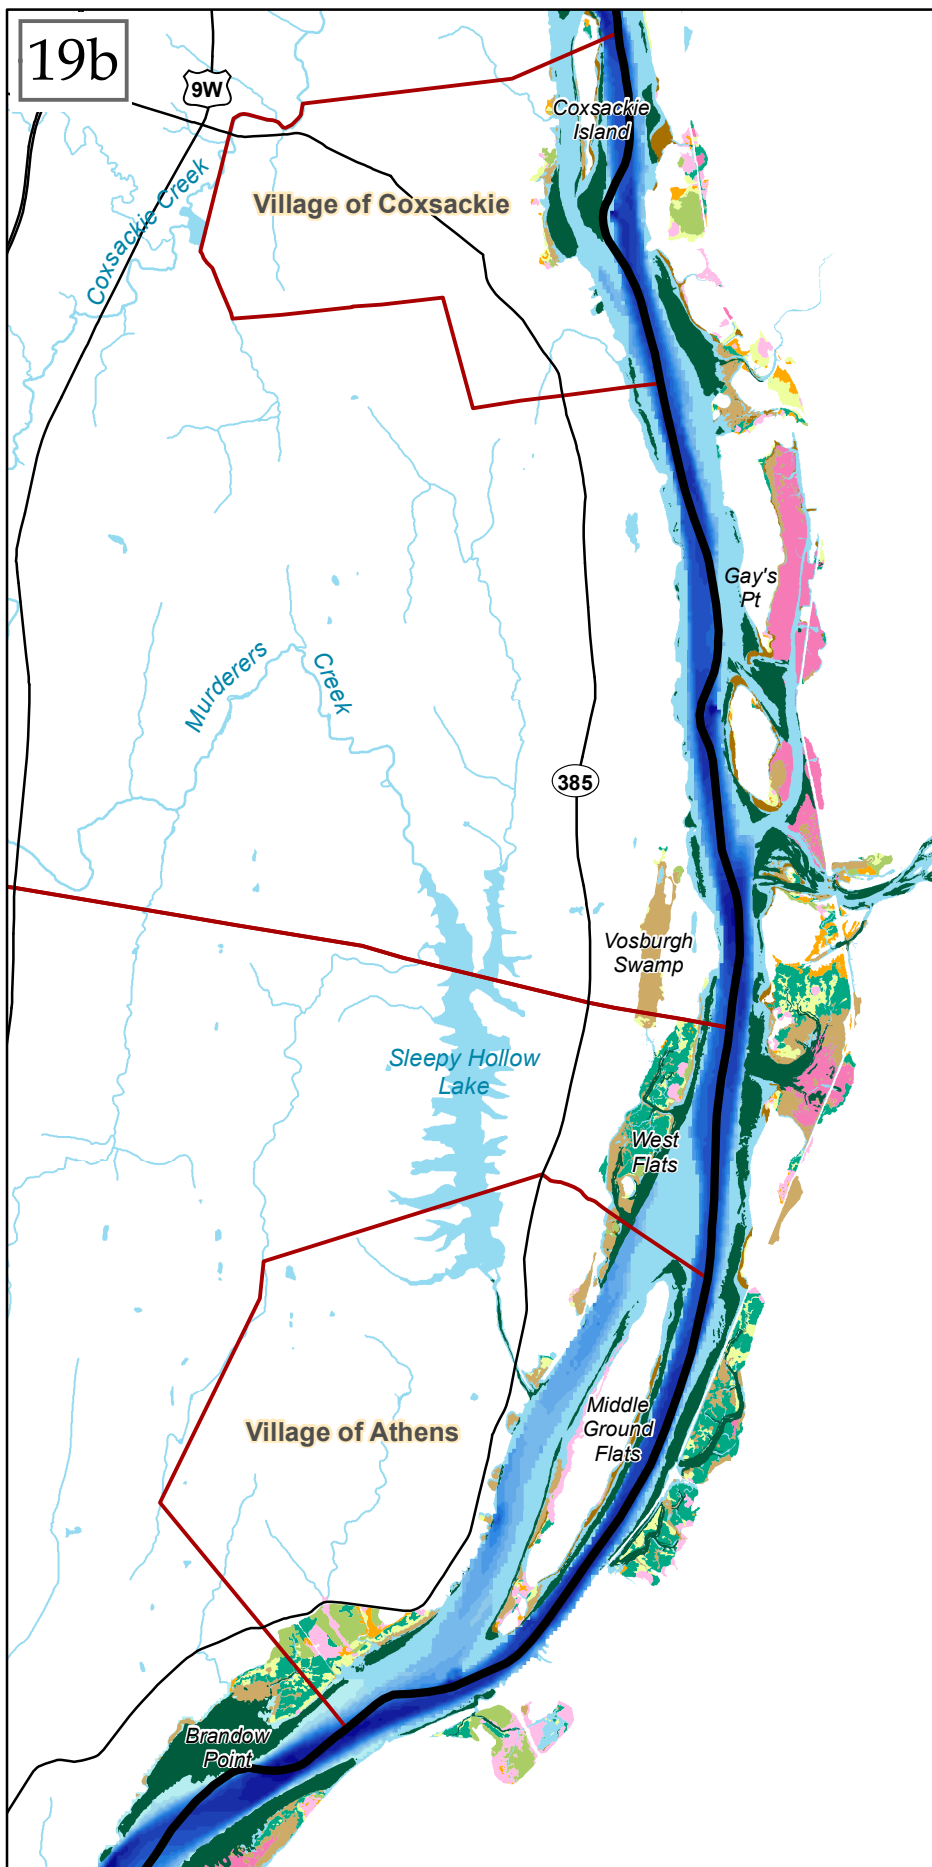 19b
9W
Coxsackie
Island
Coxsackie Creek
Village of Coxsackie
Gay's
Pt
Murderers
Creek
385
Vosburgh
Swamp
Sleepy Hollow
Lake
West
Flats
Middle
Ground
Flats
Village of Athens
Brandow
Point